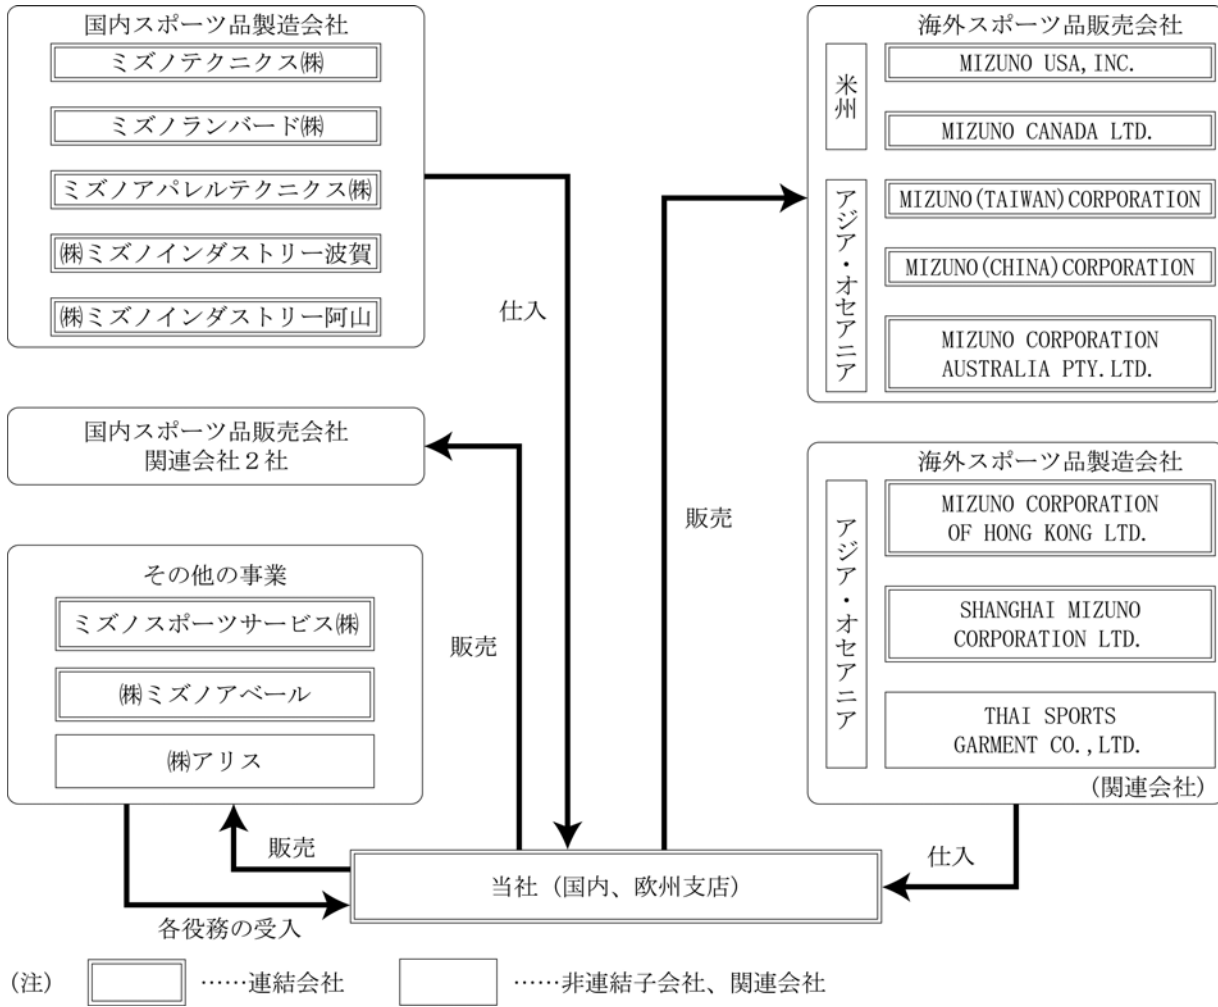 国内スポーツ品製造会社
ミズノテクニクス㈱
ミズノランバード㈱
ミズノアパレルテクニクス㈱
㈱ミズノインダストリー波賀
㈱ミズノインダストリー阿山
仕入
国内スポーツ品販売会社
関連会社２社
その他の事業
ミズノスポーツサービス㈱
㈱ミズノアベール
㈱アリス
販売
販売
各役務の受入
海外スポーツ品販売会社
米州
MIZUNO USA,INC.
MIZUNO CANADA LTD.
アジア・オセアニア
MIZUNO(TAIWAN)CORPORATION
MIZUNO(CHINA)CORPORATION
MIZUNO CORPORATION
AUSTRALIA PTY.LTD.
販売
海外スポーツ品製造会社
アジア・オセアニア
MIZUNO CORPORATION
OF HONG KONG LTD.
SHANGHAI MIZUNO
CORPORATION LTD.
THAI SPORTS
GARMENT CO.,LTD.
(関連会社)
仕入
当社（国内、欧州支店）
(注) ……連結会社 ……非連結子会社、関連会社